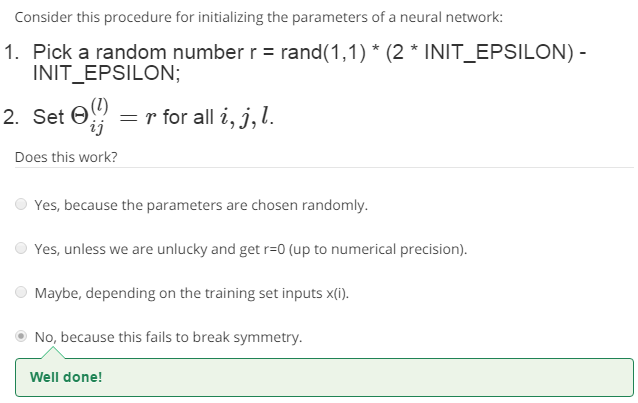 Consider this procedure for initializing the parameters of a neural network:
1. Pick a random number r = rand(1,1) * (2 * INIT_EPSILON) -
INIT_EPSILON;
2. Set Θ_{ij}^{(l)} = r for all i, j, l.
Does this work?
Yes, because the parameters are chosen randomly.
Yes, unless we are unlucky and get r=0 (up to numerical precision).
Maybe, depending on the training set inputs x(i).
No, because this fails to break symmetry.
Well done!